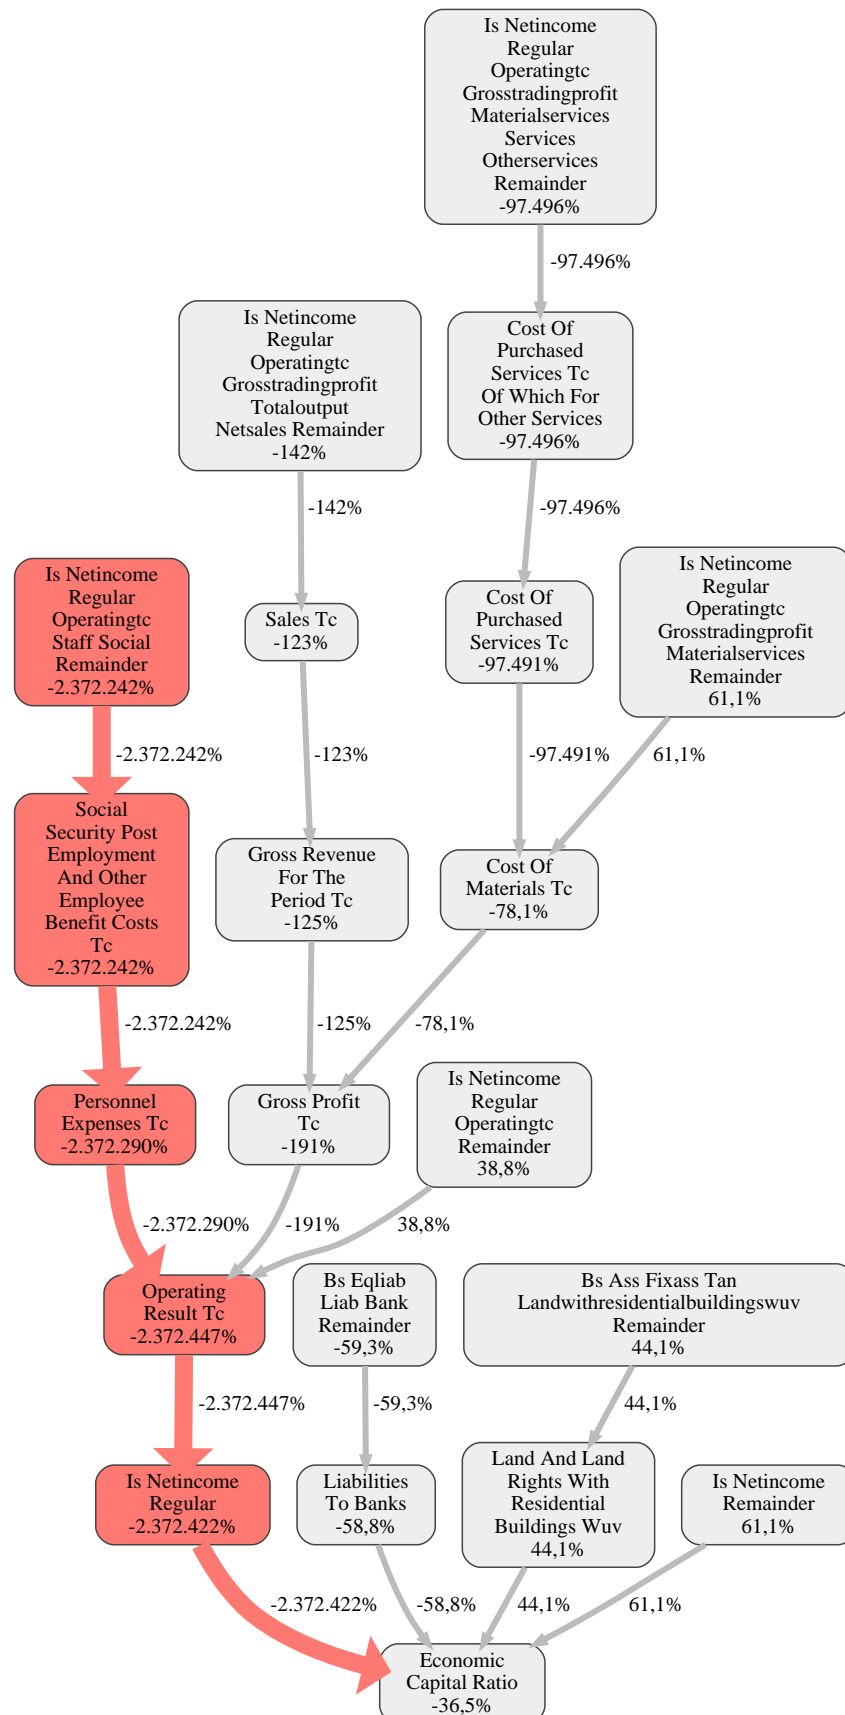 Is Netincome
Regular
Operatingtc
Grosstradingprofit
Materialservices
Services
Otherservices
Remainder
-97.496%
-97.496%
Is Netincome
Regular
Operatingtc
Grosstradingprofit
Totaloutput
Netsales Remainder
-142%
Cost Of
Purchased
Services Tc
Of Which For
Other Services
-97.496%
-142%
-97.496%
Is Netincome
Regular
Operatingtc
Staff Social
Remainder
-2.372.242%
Sales Tc
-123%
Cost Of
Purchased
Services Tc
-97.491%
Is Netincome
Regular
Operatingtc
Grosstradingprofit
Materialservices
Remainder
61,1%
-2.372.242%
-123%
-97.491%
61,1%
Social
Security Post
Employment
And Other
Employee
Benefit Costs
Tc
-2.372.242%
Gross Revenue
For The
Period Tc
-125%
Cost Of
Materials Tc
-78,1%
-2.372.242%
-125%
-78,1%
Personnel
Expenses Tc
-2.372.290%
Gross Profit
Tc
-191%
Is Netincome
Regular
Operatingtc
Remainder
38,8%
-2.372.290%
-191%
38,8%
Operating
Result Tc
-2.372.447%
Bs Eqliab
Liab Bank
Remainder
-59,3%
Bs Ass Fixass Tan
Landwithresidentialbuildingswuv
Remainder
44,1%
-2.372.447%
-59,3%
44,1%
Is Netincome
Regular
-2.372.422%
Liabilities
To Banks
-58,8%
Land And Land
Rights With
Residential
Buildings Wuv
44,1%
Is Netincome
Remainder
61,1%
-2.372.422%
-58,8%
44,1%
61,1%
Economic
Capital Ratio
-36,5%